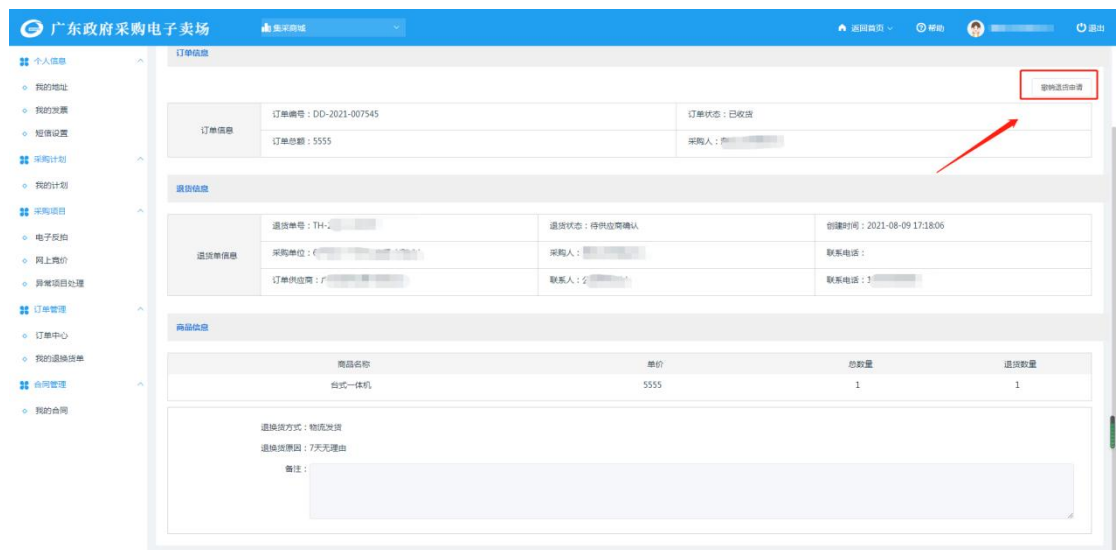 广东政府采购电子卖场
集采商城
返回首页
帮助
退出
个人信息
我的地址
我的发票
短信设置
采购计划
我的计划
采购项目
电子反拍
网上竞价
异常项目处理
订单管理
订单中心
我的退换货单
合同管理
我的合同
订单信息
撤销退货申请
订单信息
订单编号：DD-2021-007545
订单状态：已收货
订单总额：5555
采购人：
退货信息
退货单信息
退货单号：TH-2
退货状态：待供应商确认
创建时间：2021-08-09 17:18:06
采购单位：
采购人：
联系电话：
订单供应商：
联系人：
联系电话：1
商品信息
商品名称 单价 总数量 退货数量
台式一体机 5555 1 1
退换货方式：物流发货
退换货原因：7天无理由
备注：